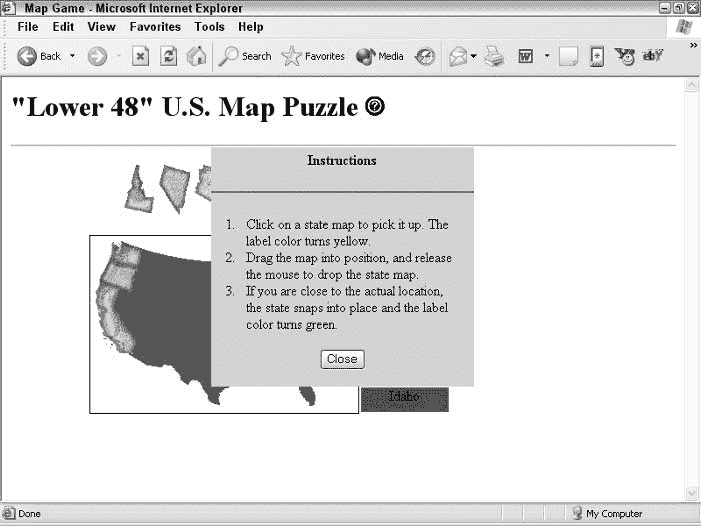 Map Game - Microsoft Internet Explorer
File Edit View Favorites Tools Help
Back Search Favorites Media
"Lower 48" U.S. Map Puzzle
Instructions
1. Click on a state map to pick it up. The
label color turns yellow.
2. Drag the map into position, and release
the mouse to drop the state map.
3. If you are close to the actual location,
the state snaps into place and the label
color turns green.
Close
Idaho
Done My Computer